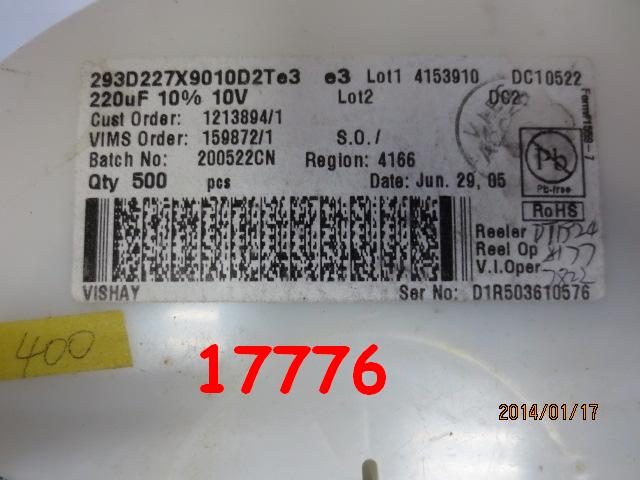 293D227X9010D2Te3 e3 Lot1 4153910 DC10522
220uF 10% 10V Lot2 DC2
Cust Order: 1213894/1
VIMS Order: 159872/1 S.O./
Batch No: 200522CN Region: 4166
Qty 500 pcs Date: Jun. 29, 05
Pb
Pb-free
RoHS
Reeler
Reel Op
V.I.Oper
VISHAY Ser No: D1R503610576
400
17776
2014/01/17